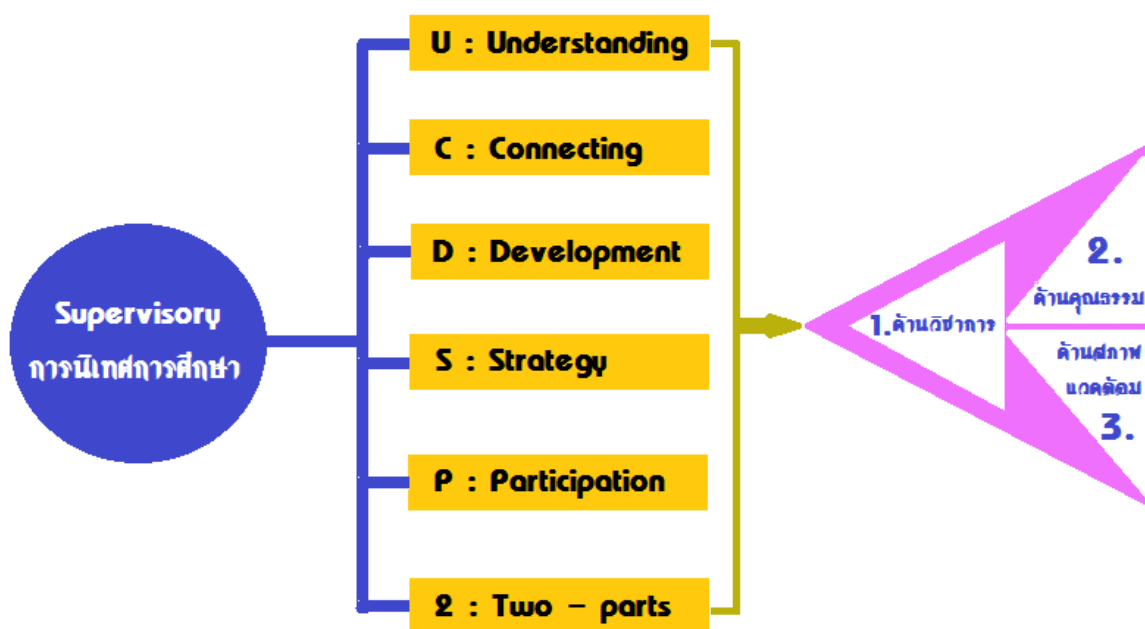 Supervisory
การนิเทศการศึกษา
U : Understanding
C : Connecting
D : Development
S : Strategy
P : Participation
2 : Two - parts
1.ด้านวิชาการ
2.
ด้านคุณธรรม
ด้านสภาพ
แวดล้อม
3.